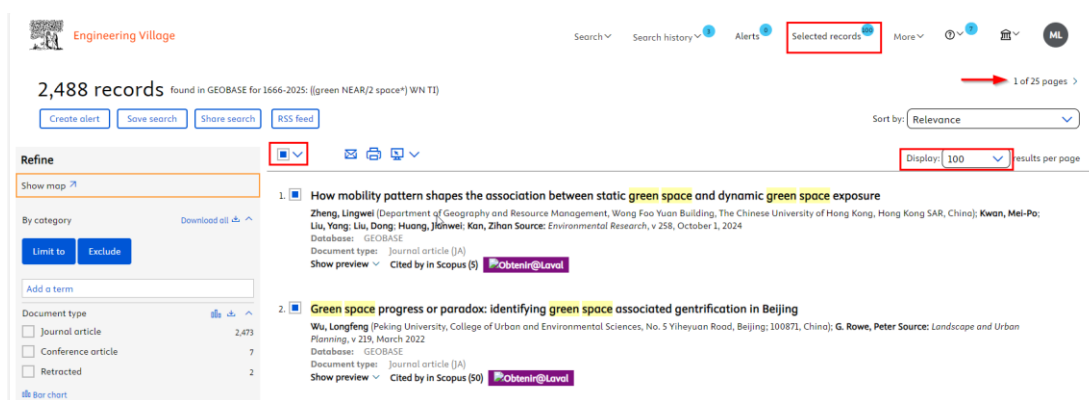 Engineering Village
Search
Search history 3
Alerts 0
Selected records 100
More
? 7
ML
2,488 records found in GEOBASE for 1666-2025: ((green NEAR/2 space*) WN TI)
1 of 25 pages >
Create alert
Save search
Share search
RSS feed
Sort by: Relevance
Refine
Display: 100 results per page
Show map
By category
Download all
Limit to
Exclude
Add a term
Document type
Journal article 2,473
Conference article 7
Retracted 2
Bar chart
1. How mobility pattern shapes the association between static green space and dynamic green space exposure
Zheng, Lingwei (Department of Geography and Resource Management, Wong Foo Yuan Building, The Chinese University of Hong Kong, Hong Kong SAR, China); Kwan, Mei-Po;
Liu, Yang; Liu, Dong; Huang, Jianwei; Kan, Zihan Source: Environmental Research, v 258, October 1, 2024
Database: GEOBASE
Document type: Journal article (JA)
Show preview Cited by in Scopus (5) Obtenir@Laval
2. Green space progress or paradox: identifying green space associated gentrification in Beijing
Wu, Longfeng (Peking University, College of Urban and Environmental Sciences, No. 5 Yiheyuan Road, Beijing; 100871, China); G. Rowe, Peter Source: Landscape and Urban
Planning, v 219, March 2022
Database: GEOBASE
Document type: Journal article (JA)
Show preview Cited by in Scopus (50) Obtenir@Laval